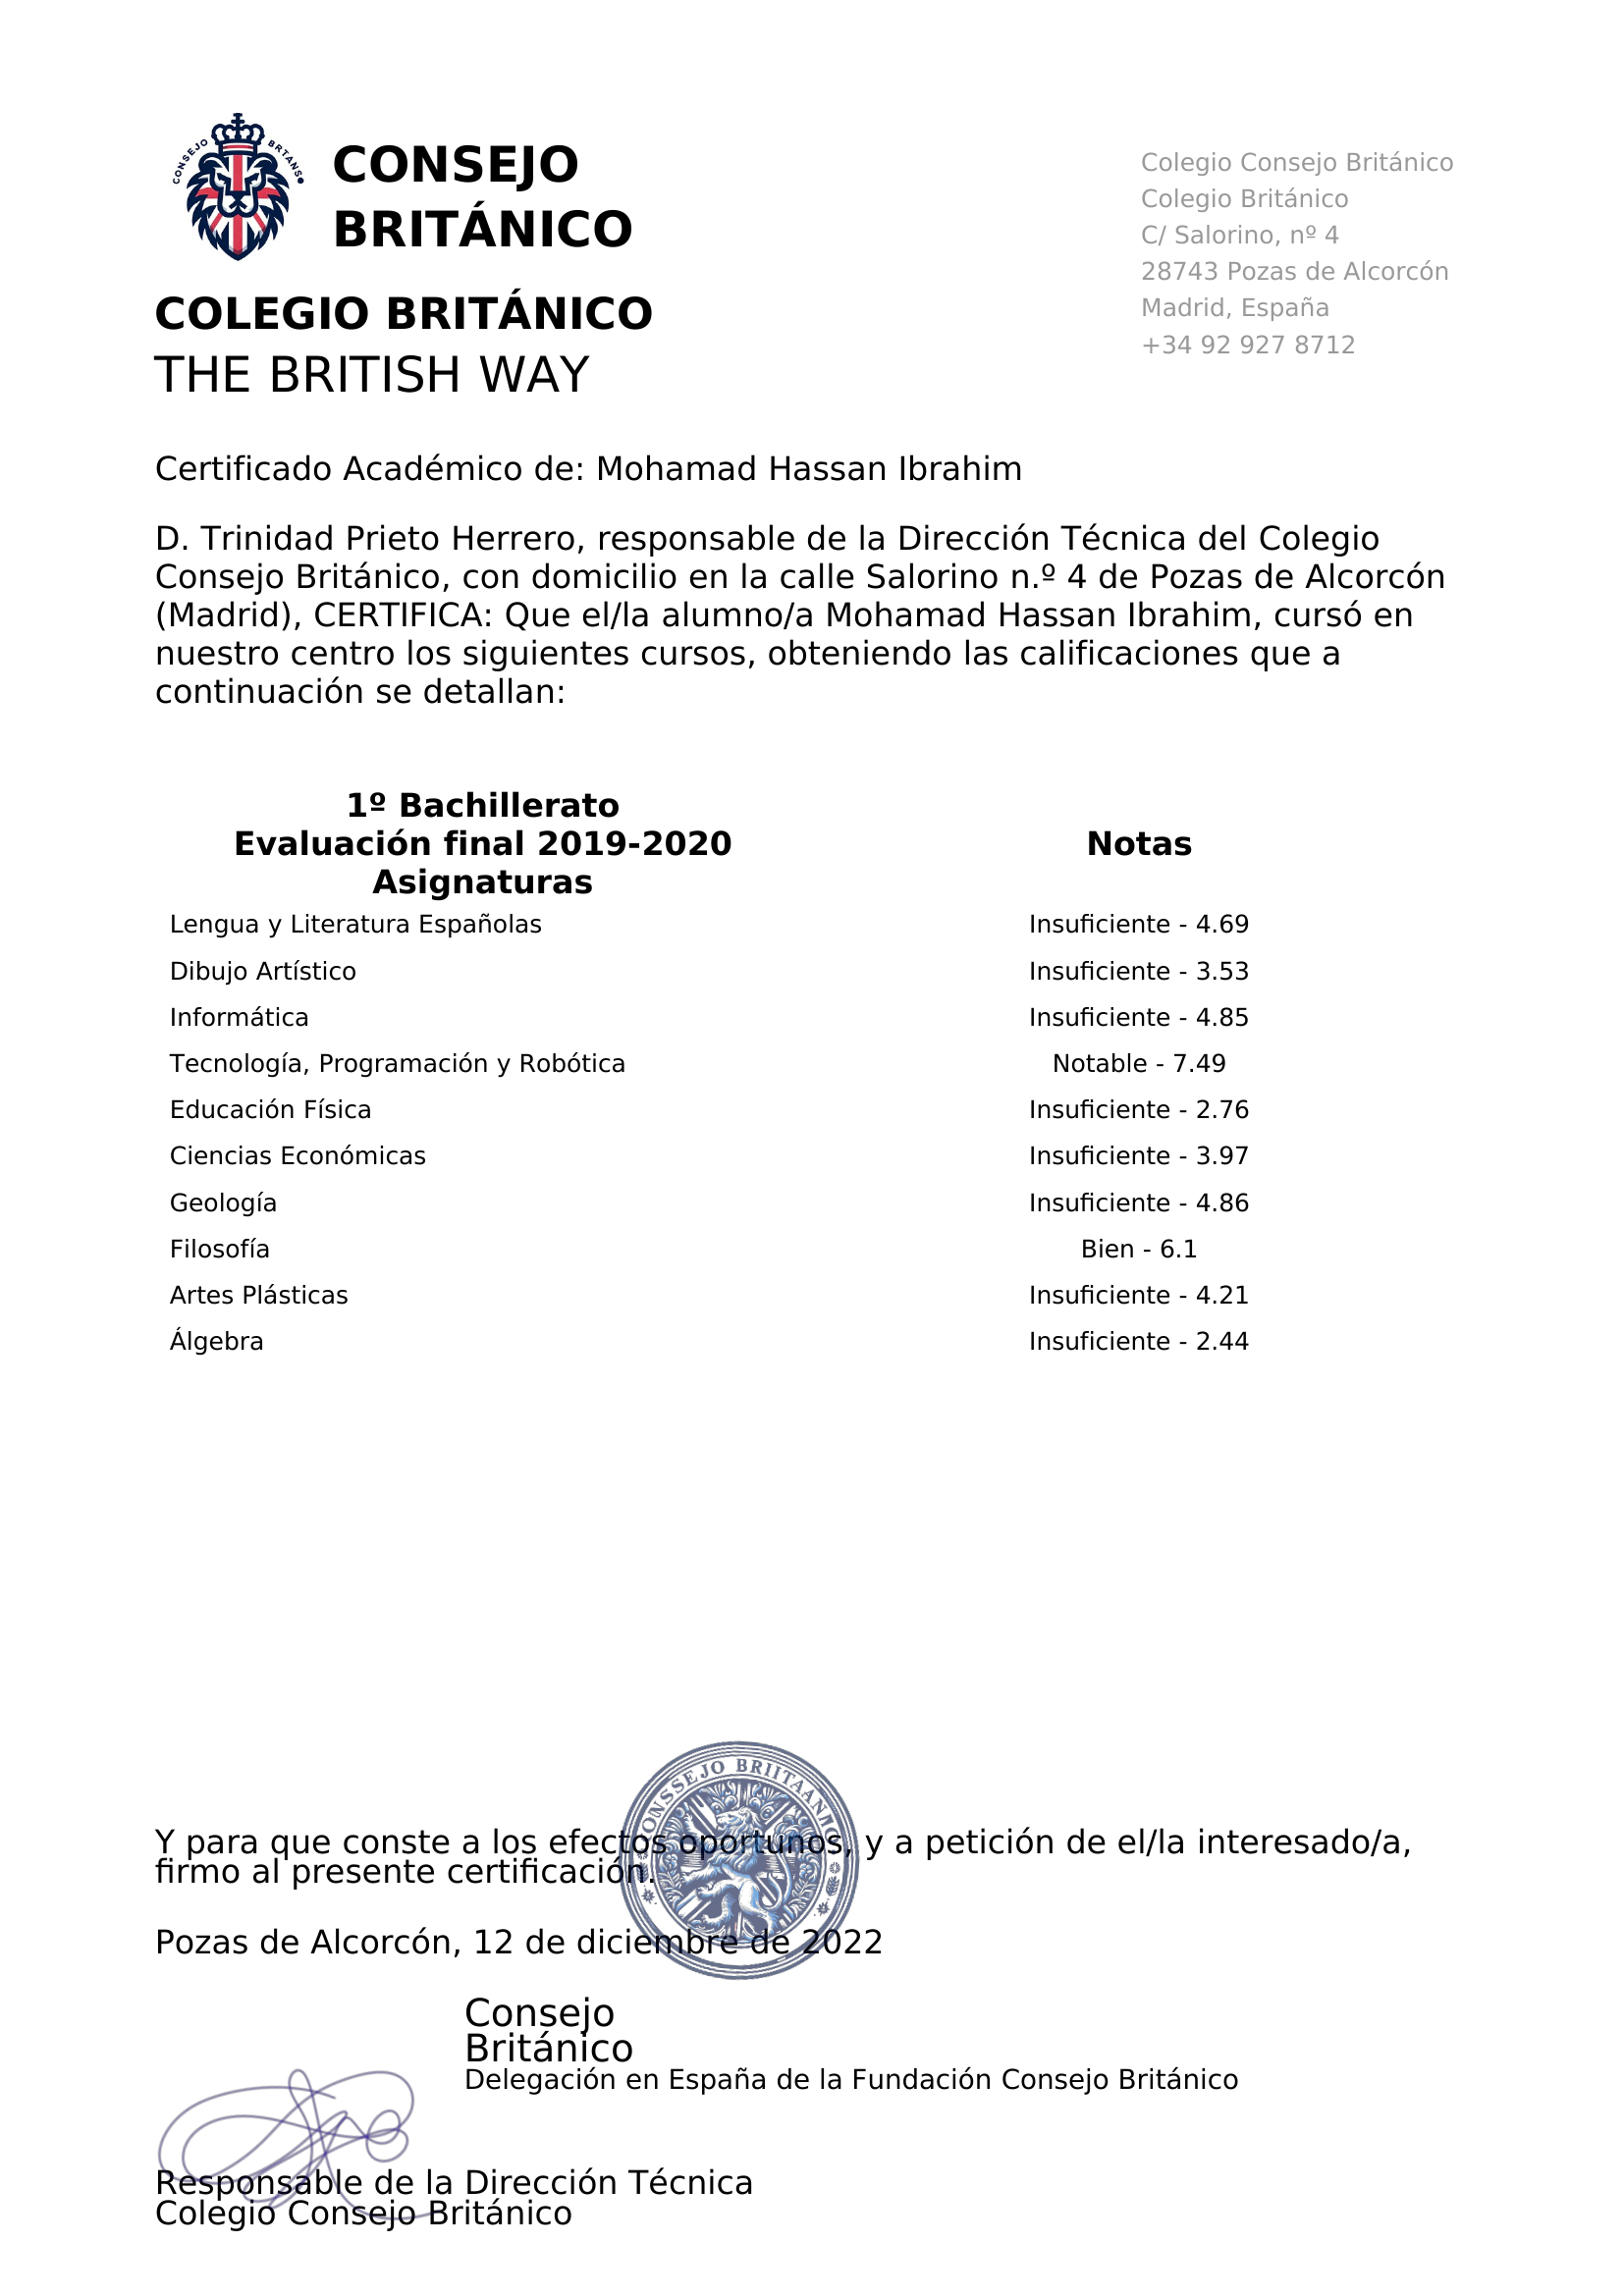 CONSEJO BRTANS
CONSEJO
BRITÁNICO
COLEGIO BRITÁNICO
THE BRITISH WAY
Colegio Consejo Británico
Colegio Británico
C/ Salorino, nº 4
28743 Pozas de Alcorcón
Madrid, España
+34 92 927 8712
Certificado Académico de: Mohamad Hassan Ibrahim
D. Trinidad Prieto Herrero, responsable de la Dirección Técnica del Colegio
Consejo Británico, con domicilio en la calle Salorino n.º 4 de Pozas de Alcorcón
(Madrid), CERTIFICA: Que el/la alumno/a Mohamad Hassan Ibrahim, cursó en
nuestro centro los siguientes cursos, obteniendo las calificaciones que a
continuación se detallan:
1º Bachillerato
Evaluación final 2019-2020
Asignaturas
Notas
Lengua y Literatura Españolas Insuficiente - 4.69
Dibujo Artístico Insuficiente - 3.53
Informática Insuficiente - 4.85
Tecnología, Programación y Robótica Notable - 7.49
Educación Física Insuficiente - 2.76
Ciencias Económicas Insuficiente - 3.97
Geología Insuficiente - 4.86
Filosofía Bien - 6.1
Artes Plásticas Insuficiente - 4.21
Álgebra Insuficiente - 2.44
CONSSEJO BRIITAANNIC
Y para que conste a los efectos oportunos, y a petición de el/la interesado/a,
firmo al presente certificación.
Pozas de Alcorcón, 12 de diciembre de 2022
Consejo
Británico
Delegación en España de la Fundación Consejo Británico
Responsable de la Dirección Técnica
Colegio Consejo Británico